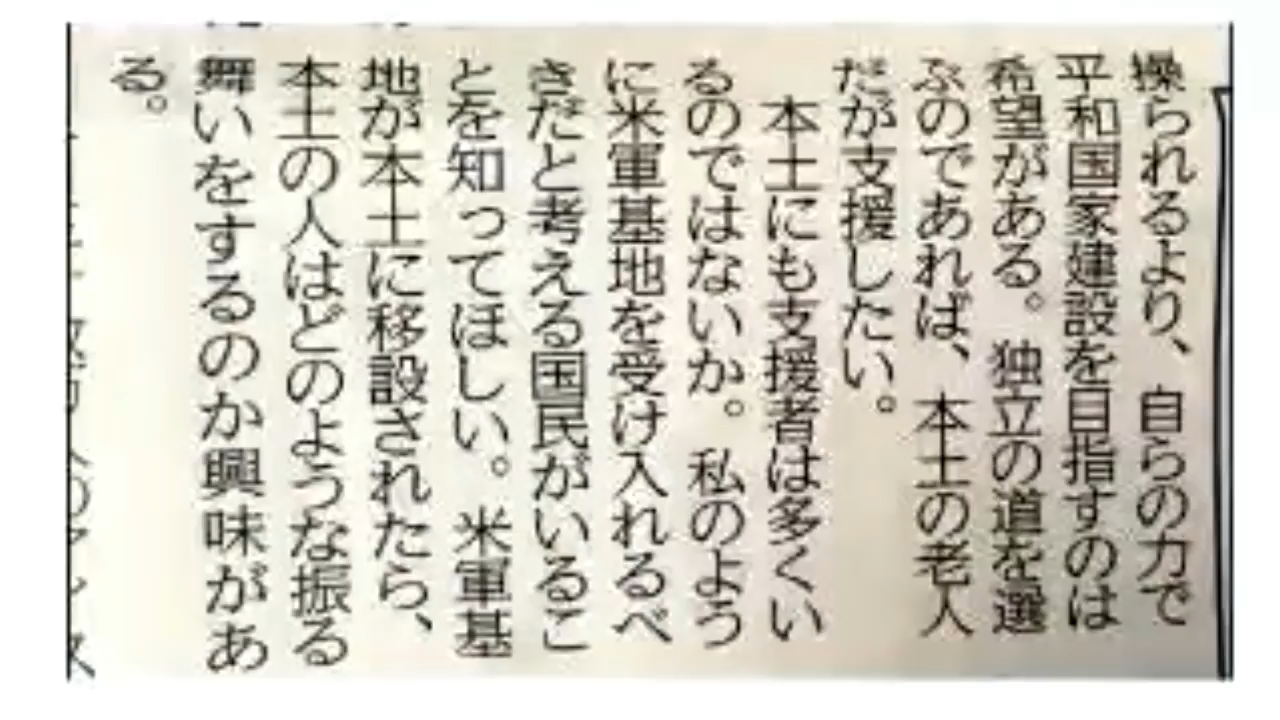 操られるより、自らの力で
平和国家建設を目指すのは
希望がある。独立の道を選
ぶのであれば、本土の老人
だが支援したい。
本土にも支援者は多くい
るのではないか。私のよう
に米軍基地を受け入れるべ
きだと考える国民がいるこ
とを知ってほしい。米軍基
地が本土に移設されたら、
本土の人はどのような振る
舞いをするのか興味があ
る。